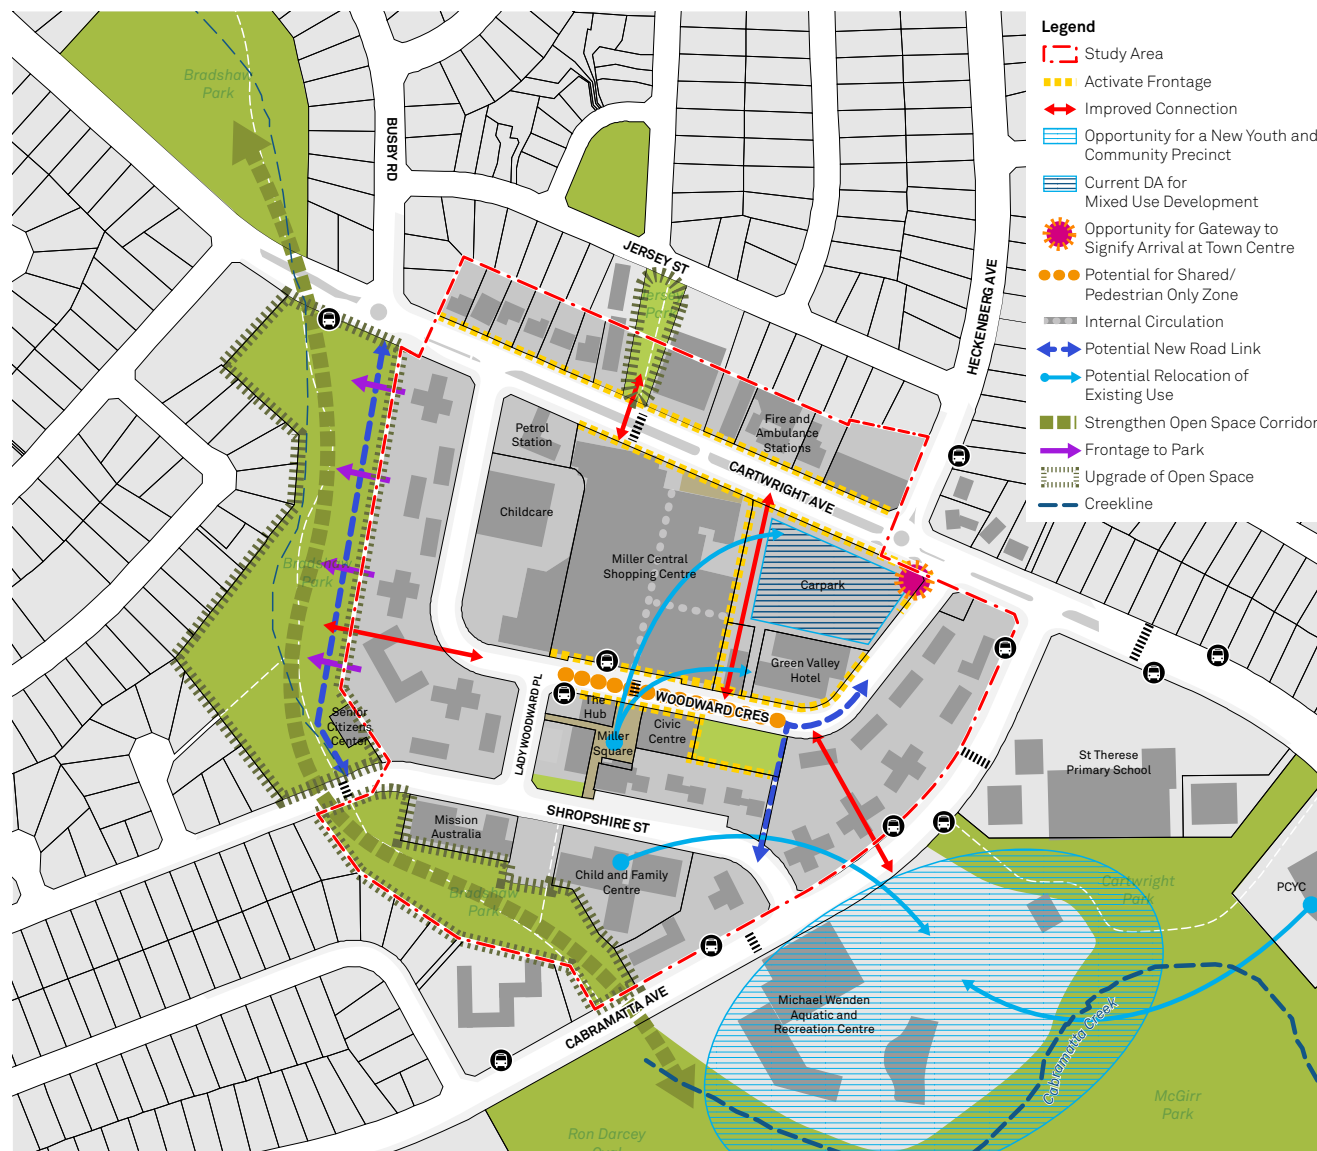 Legend
Study Area
Activate Frontage
Improved Connection
Opportunity for a New Youth and
Community Precinct
Current DA for
Mixed Use Development
Opportunity for Gateway to
Signify Arrival at Town Centre
Potential for Shared/
Pedestrian Only Zone
Internal Circulation
Potential New Road Link
Potential Relocation of
Existing Use
Strengthen Open Space Corridor
Frontage to Park
Upgrade of Open Space
Creekline
Bradshaw
Park
BUSBY RD
JERSEY ST
Jersey
Park
HECKENBERG AVE
Petrol
Station
Fire and
Ambulance
Stations
CARTWRIGHT AVE
Childcare
Miller Central
Shopping Centre
Carpark
Bradshaw
Park
Green Valley
Hotel
LADY WOODWARD PL
WOODWARD CRES
The
Hub
Civic
Centre
Miller
Square
Senior
Citizens
Center
St Therese
Primary School
SHROPSHIRE ST
Mission
Australia
Child and Family
Centre
Bradshaw
Park
Cartwright
Park
PCYC
Michael Wenden
Aquatic and
Recreation Centre
CABRAMATTA AVE
Cabramatta Creek
McGirr
Park
Ron Darcey